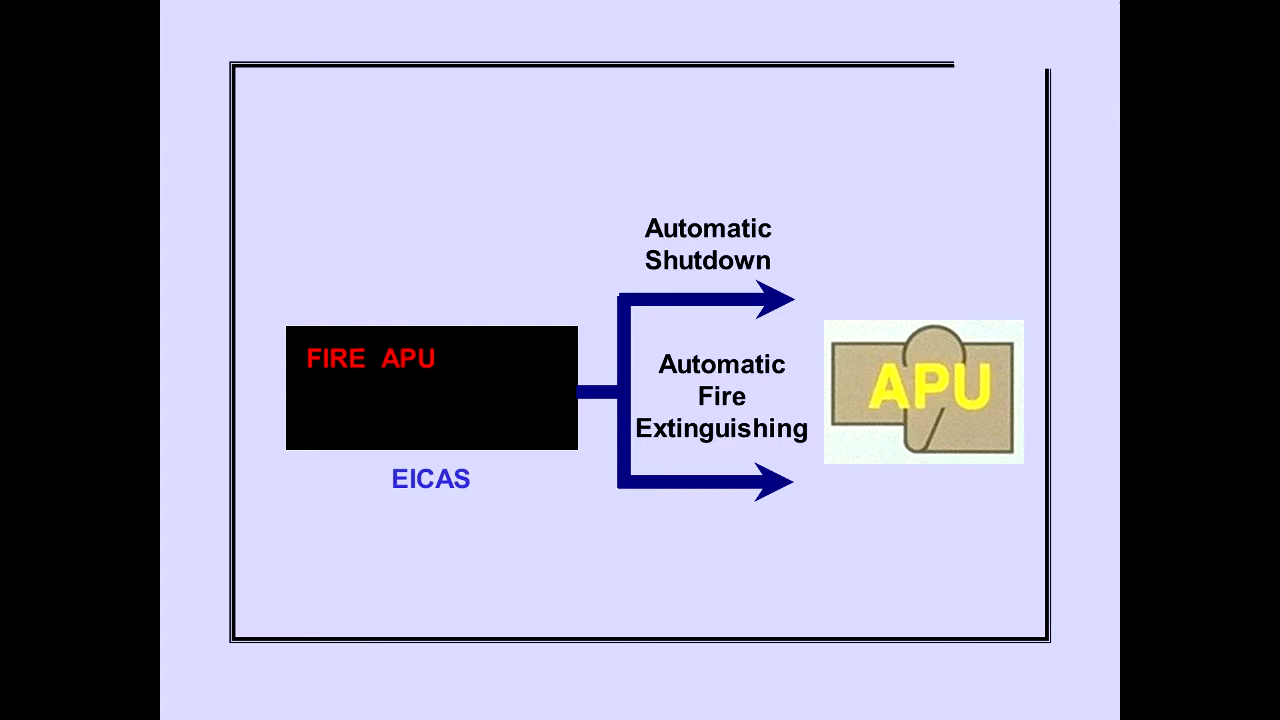 Automatic
Shutdown
FIRE APU
Automatic
Fire
Extinguishing
APU
EICAS